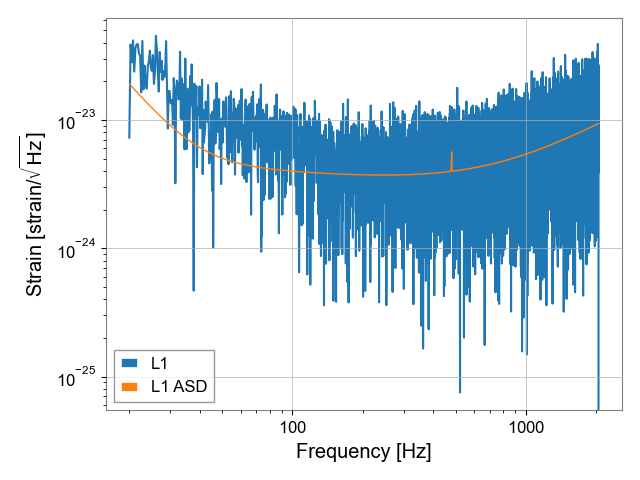 Strain [strain/√Hz]
10⁻²³
10⁻²⁴
10⁻²⁵
L1
L1 ASD
100
1000
Frequency [Hz]